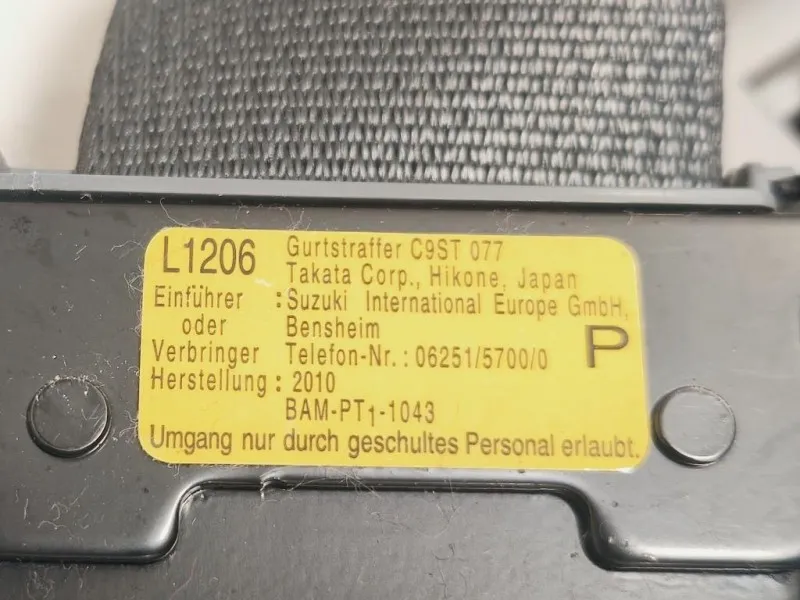 L1206 Gurtstraffer C9ST 077
Takata Corp., Hikone, Japan
Einführer : Suzuki International Europe GmbH,
oder Bensheim
Verbringer Telefon-Nr.: 06251/5700/0 P
Herstellung : 2010
BAM-PT1-1043
Umgang nur durch geschultes Personal erlaubt.